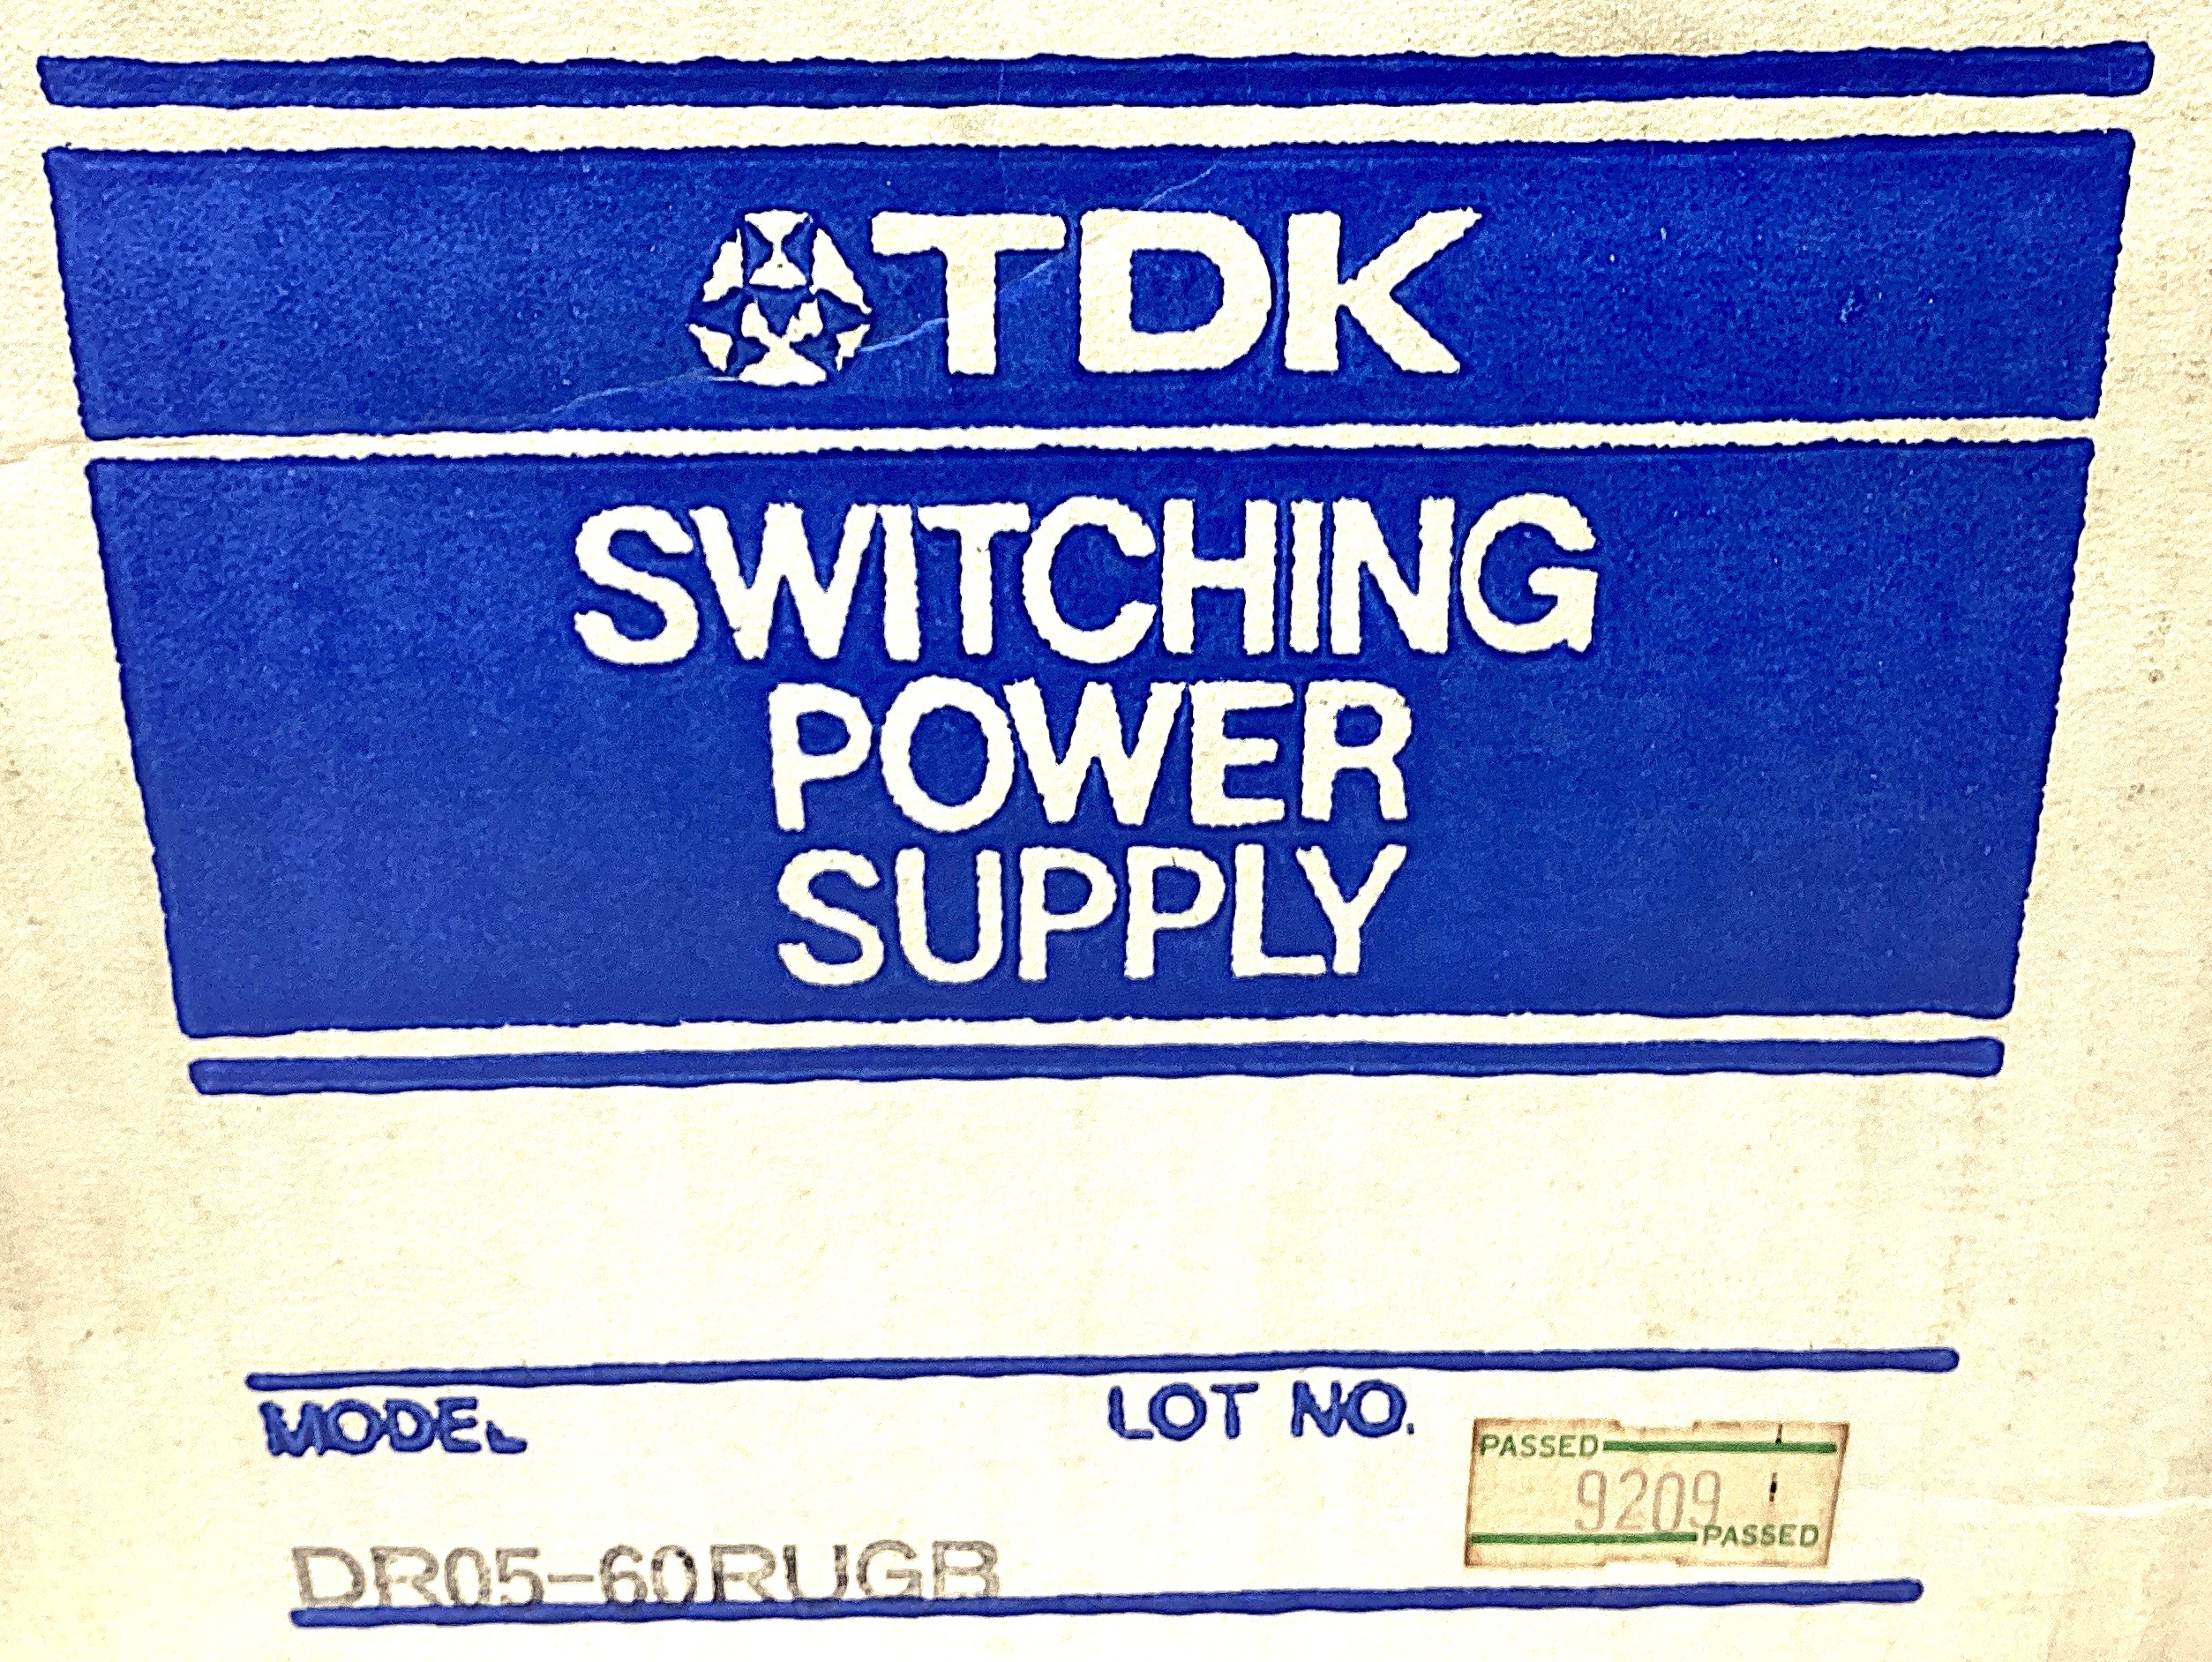 TDK
SWITCHING
POWER
SUPPLY
MODEL
LOT NO.
PASSED
9209
PASSED
DR05-60RUGB